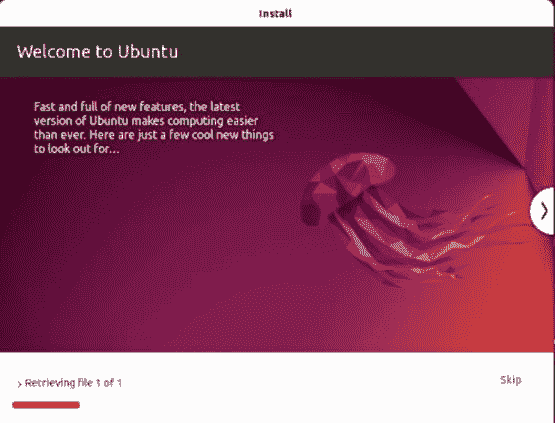 Install
Welcome to Ubuntu
Fast and full of new features, the latest
version of Ubuntu makes computing easier
than ever. Here are just a few cool new things
to look out for...
> Retrieving file 1 of 1
Skip